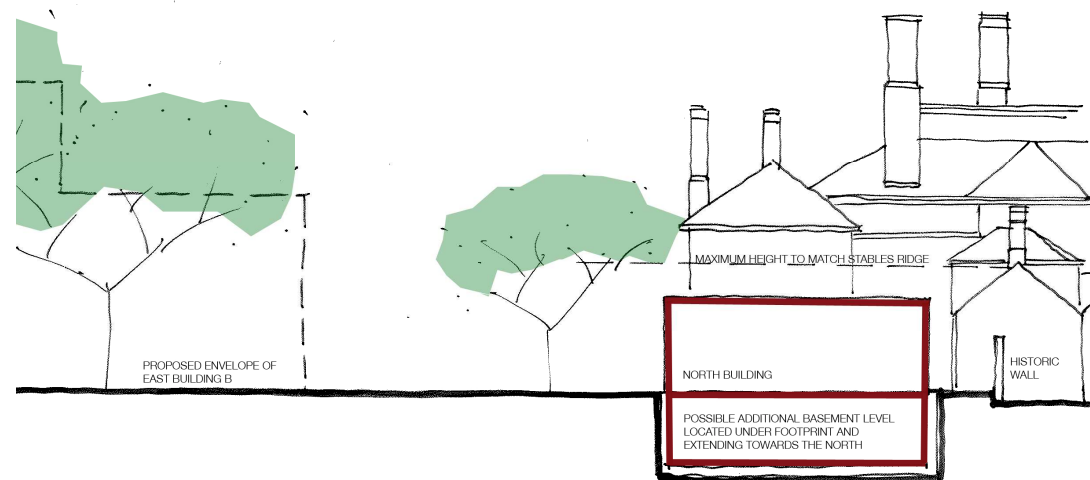 MAXIMUM HEIGHT TO MATCH STABLES RIDGE
PROPOSED ENVELOPE OF
EAST BUILDING B
NORTH BUILDING
HISTORIC
WALL
POSSIBLE ADDITIONAL BASEMENT LEVEL
LOCATED UNDER FOOTPRINT AND
EXTENDING TOWARDS THE NORTH